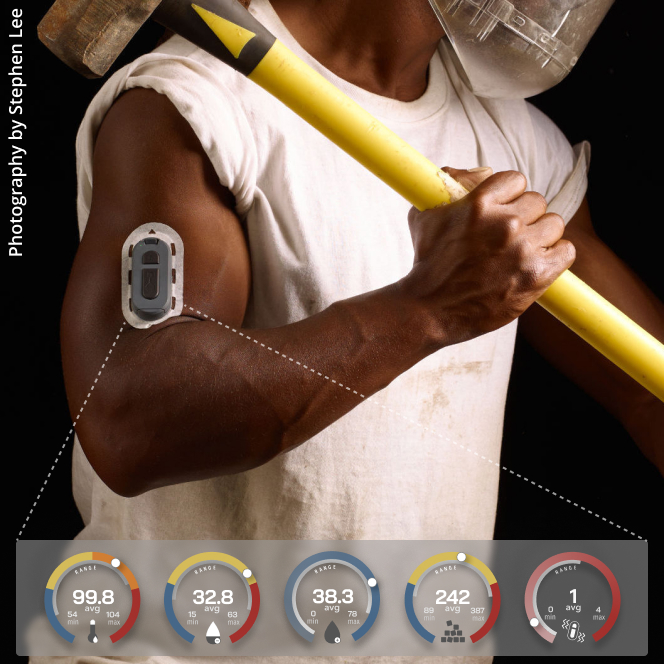 Photography by Stephen Lee
RANGE
99.8
avg
54
min
104
max
RANGE
32.8
avg
15
min
63
max
RANGE
38.3
avg
0
min
78
max
RANGE
242
avg
89
min
387
max
RANGE
1
avg
0
min
4
max